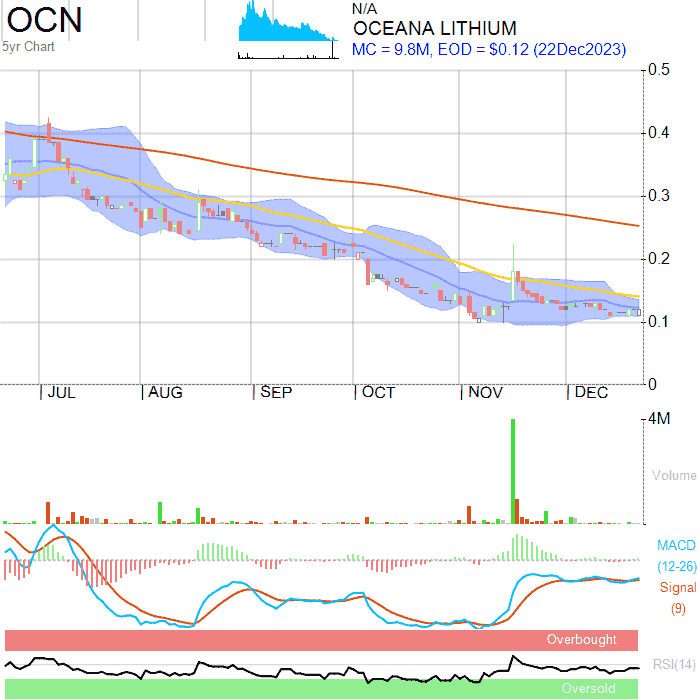 OCN
5yr Chart
N/A
OCEANA LITHIUM
MC = 9.8M, EOD = $0.12 (22Dec2023)
0.5
0.4
0.3
0.2
0.1
0
JUL
AUG
SEP
OCT
NOV
DEC
4M
Volume
MACD
(12-26)
Signal
(9)
Overbought
RSI(14)
Oversold